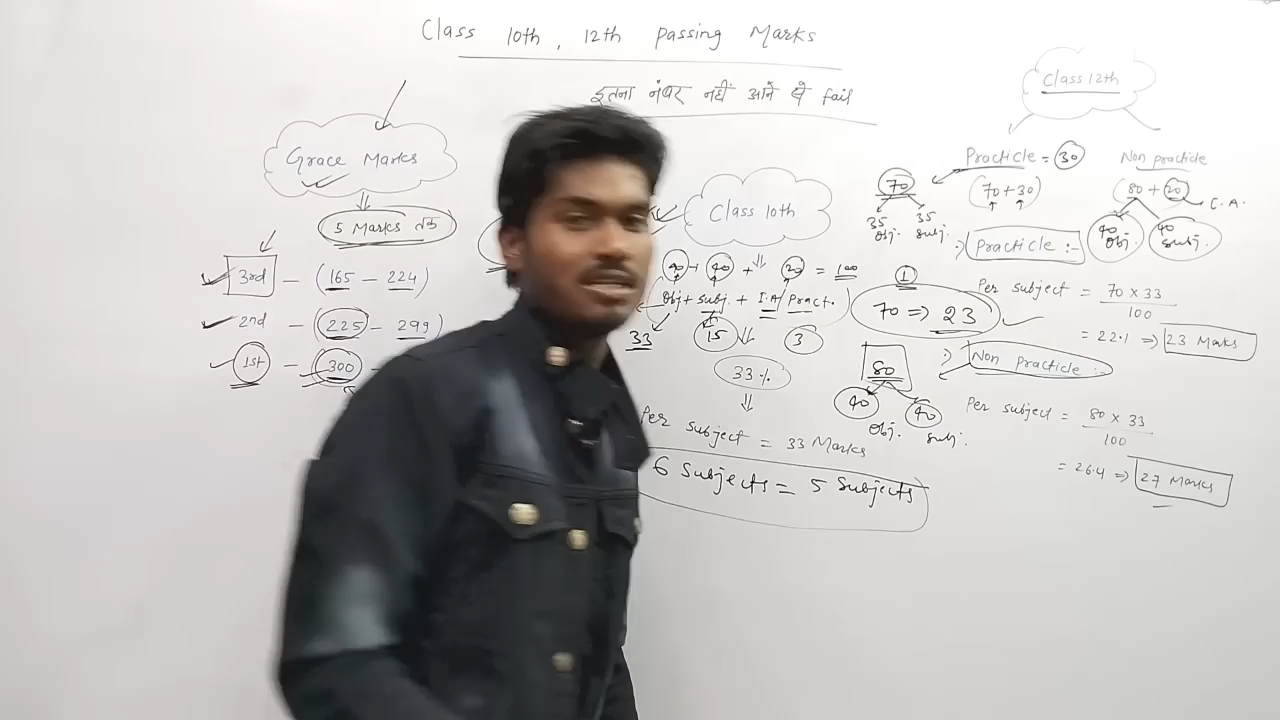 Class 10th, 12th Passing Marks
इतना नंबर नहीं आने थे fail
Grace Marks
5 Marks तक
3rd - (165 - 224)
2nd - (225 - 299)
1st - 300 -
Class 10th
40 + 40 + 20 = 100
Obj + subj. + I.A/Pract.
33 15 3
33%
Per subject = 33 Marks
6 Subjects = 5 Subjects
Class 12th
Practicle = 30
(70 + 30)
70
35 obj. 35 subj.
Non practicle
(80 + 20) C.A.
40 obj. 40 subj.
:) Practicle :-
①
70 => 23
Per subject = 70 x 33
100
= 22.1 => 23 Marks
:) Non Practicle :-
80
40 40
obj. subj.
Per subject = 80 x 33
100
= 26.4 => 27 Marks